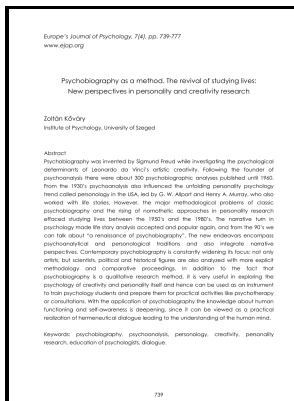 Europe's Journal of Psychology, 7(4), pp. 739-777
www.ejop.org
Psychobiography as a method. The revival of studying lives:
New perspectives in personality and creativity research
Zoltán Kőváry
Institute of Psychology, University of Szeged
Abstract
Psychobiography was invented by Sigmund Freud while investigating the psychological
determinants of Leonardo da Vinci's artistic creativity. Following the founder of
psychoanalysis there were about 300 psychobiographic analyses published until 1960.
From the 1930's psychoanalysis also influenced the unfolding personality psychology
trend called personology in the USA, led by G. W. Allport and Henry A. Murray, who also
worked with life stories. However, the major methodological problems of classic
psychobiography and the rising of nomothetic approaches in personality research
effaced studying lives between the 1950's and the 1980's. The narrative turn in
psychology made life story analysis accepted and popular again, and from the 90's we
can talk about "a renaissance of psychobiography". The new endeavors encompass
psychoanalytical and personological traditions and also integrate narrative
perspectives. Contemporary psychobiography is constantly widening its focus: not only
artists, but scientists, political and historical figures are also analysed with more explicit
methodology and comparative proceedings. In addition to the fact that
psychobiography is a qualitative research method, it is very useful in exploring the
psychology of creativity and personality itself and hence can be used as an instrument
to train psychology students and prepare them for practical activities like psychotherapy
or consultations. With the application of psychobiography the knowledge about human
functioning and self-awareness is deepening, since it can be viewed as a practical
realization of hermeneutical dialogue leading to the understanding of the human mind.
Keywords: psychobiography, psychoanalysis, personology, creativity, personality
research, education of psychologists, dialogue.
739